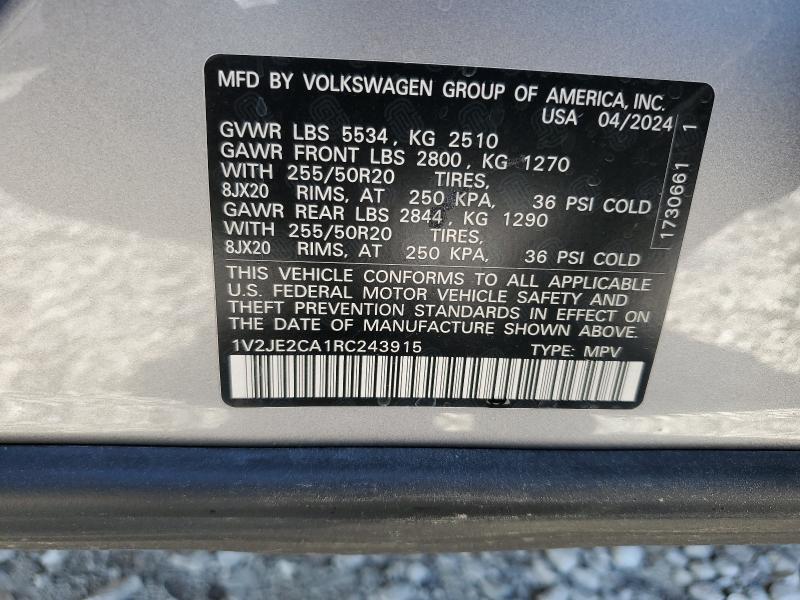 MFD BY VOLKSWAGEN GROUP OF AMERICA, INC.
USA 04/2024
GVWR LBS 5534, KG 2510
GAWR FRONT LBS 2800, KG 1270
WITH 255/50R20 TIRES,
8JX20 RIMS, AT 250 KPA, 36 PSI COLD
GAWR REAR LBS 2844, KG 1290
WITH 255/50R20 TIRES,
8JX20 RIMS, AT 250 KPA, 36 PSI COLD
THIS VEHICLE CONFORMS TO ALL APPLICABLE
U.S. FEDERAL MOTOR VEHICLE SAFETY AND
THEFT PREVENTION STANDARDS IN EFFECT ON
THE DATE OF MANUFACTURE SHOWN ABOVE.
1V2JE2CA1RC243915 TYPE: MPV
1730661 1